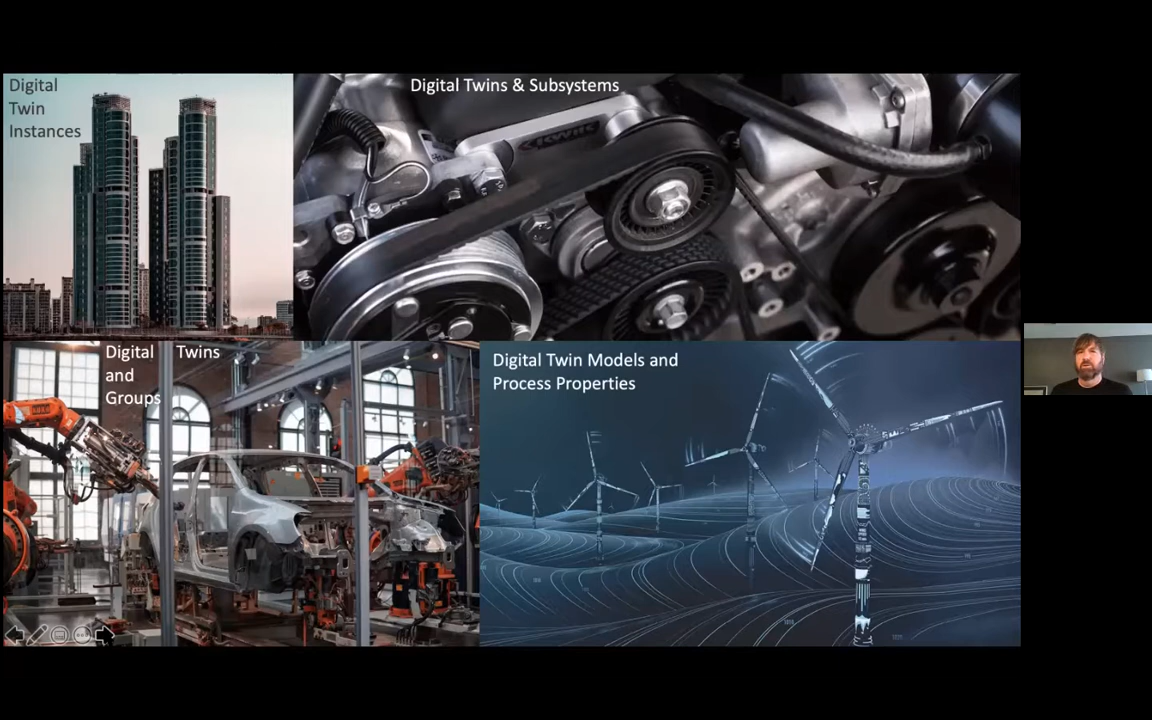 Digital
Twin
Instances
Digital Twins & Subsystems
Digital Twins
and
Groups
Digital Twin Models and
Process Properties